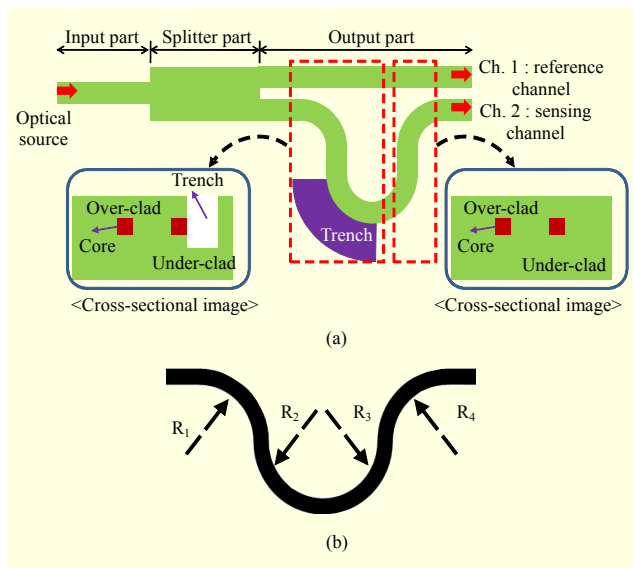 Input part
Splitter part
Output part
Ch. 1 : reference
channel
Ch. 2 : sensing
channel
Optical
source
Trench
Over-clad
Core
Under-clad
<Cross-sectional image>
Trench
Over-clad
Core
Under-clad
<Cross-sectional image>
(a)
R₁
R₂
R₃
R₄
(b)